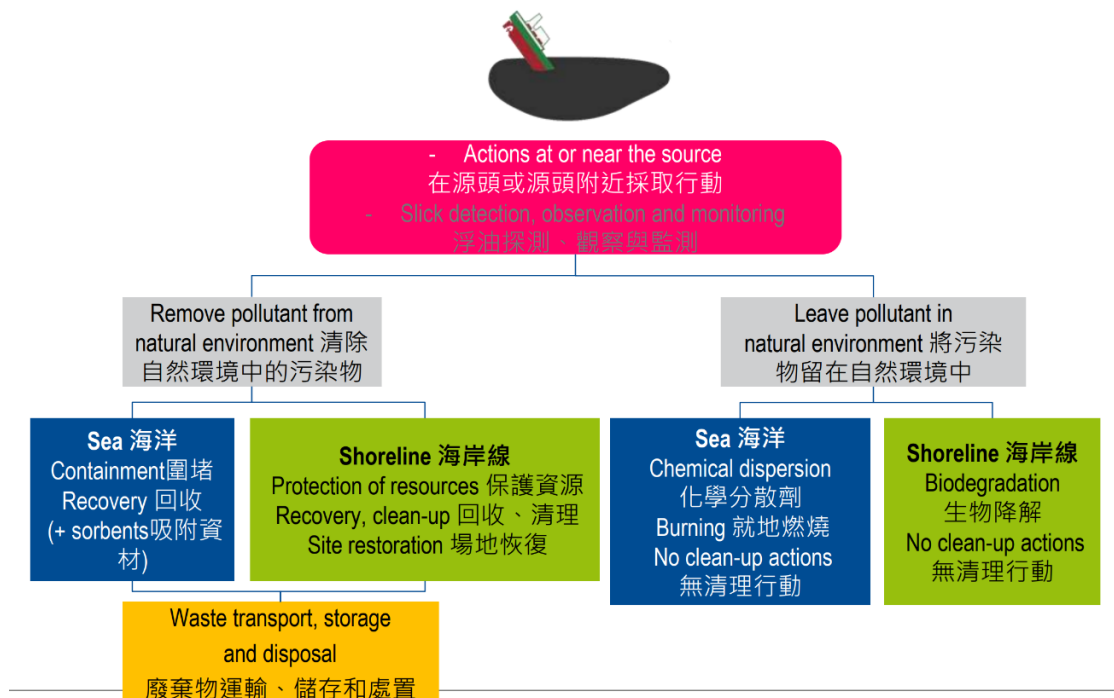 - Actions at or near the source
在源頭或源頭附近採取行動
- Slick detection, observation and monitoring
浮油探測、觀察與監測
Remove pollutant from
natural environment 清除
自然環境中的污染物
Leave pollutant in
natural environment 將污染
物留在自然環境中
Sea 海洋
Containment圍堵
Recovery 回收
(+ sorbents吸附資
材)
Shoreline 海岸線
Protection of resources 保護資源
Recovery, clean-up 回收、清理
Site restoration 場地恢復
Sea 海洋
Chemical dispersion
化學分散劑
Burning 就地燃燒
No clean-up actions
無清理行動
Shoreline 海岸線
Biodegradation
生物降解
No clean-up actions
無清理行動
Waste transport, storage
and disposal
廢棄物運輸、儲存和處置